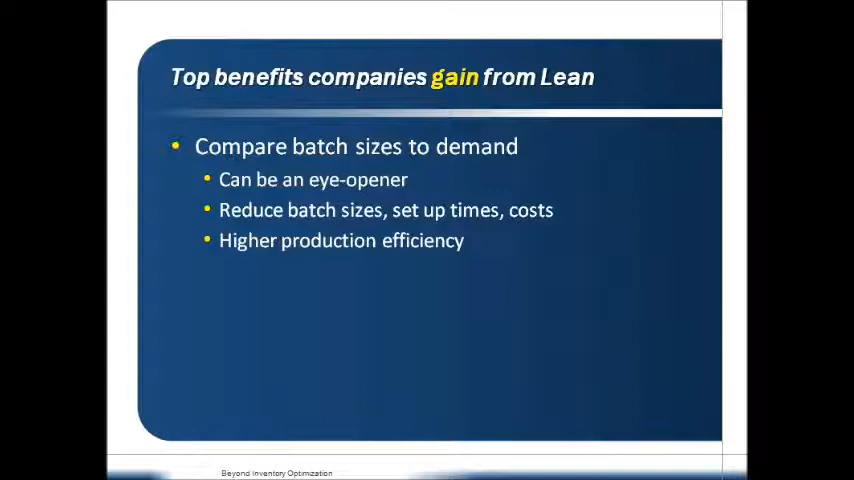 Top benefits companies gain from Lean
• Compare batch sizes to demand
• Can be an eye-opener
• Reduce batch sizes, set up times, costs
• Higher production efficiency
Beyond Inventory Optimization